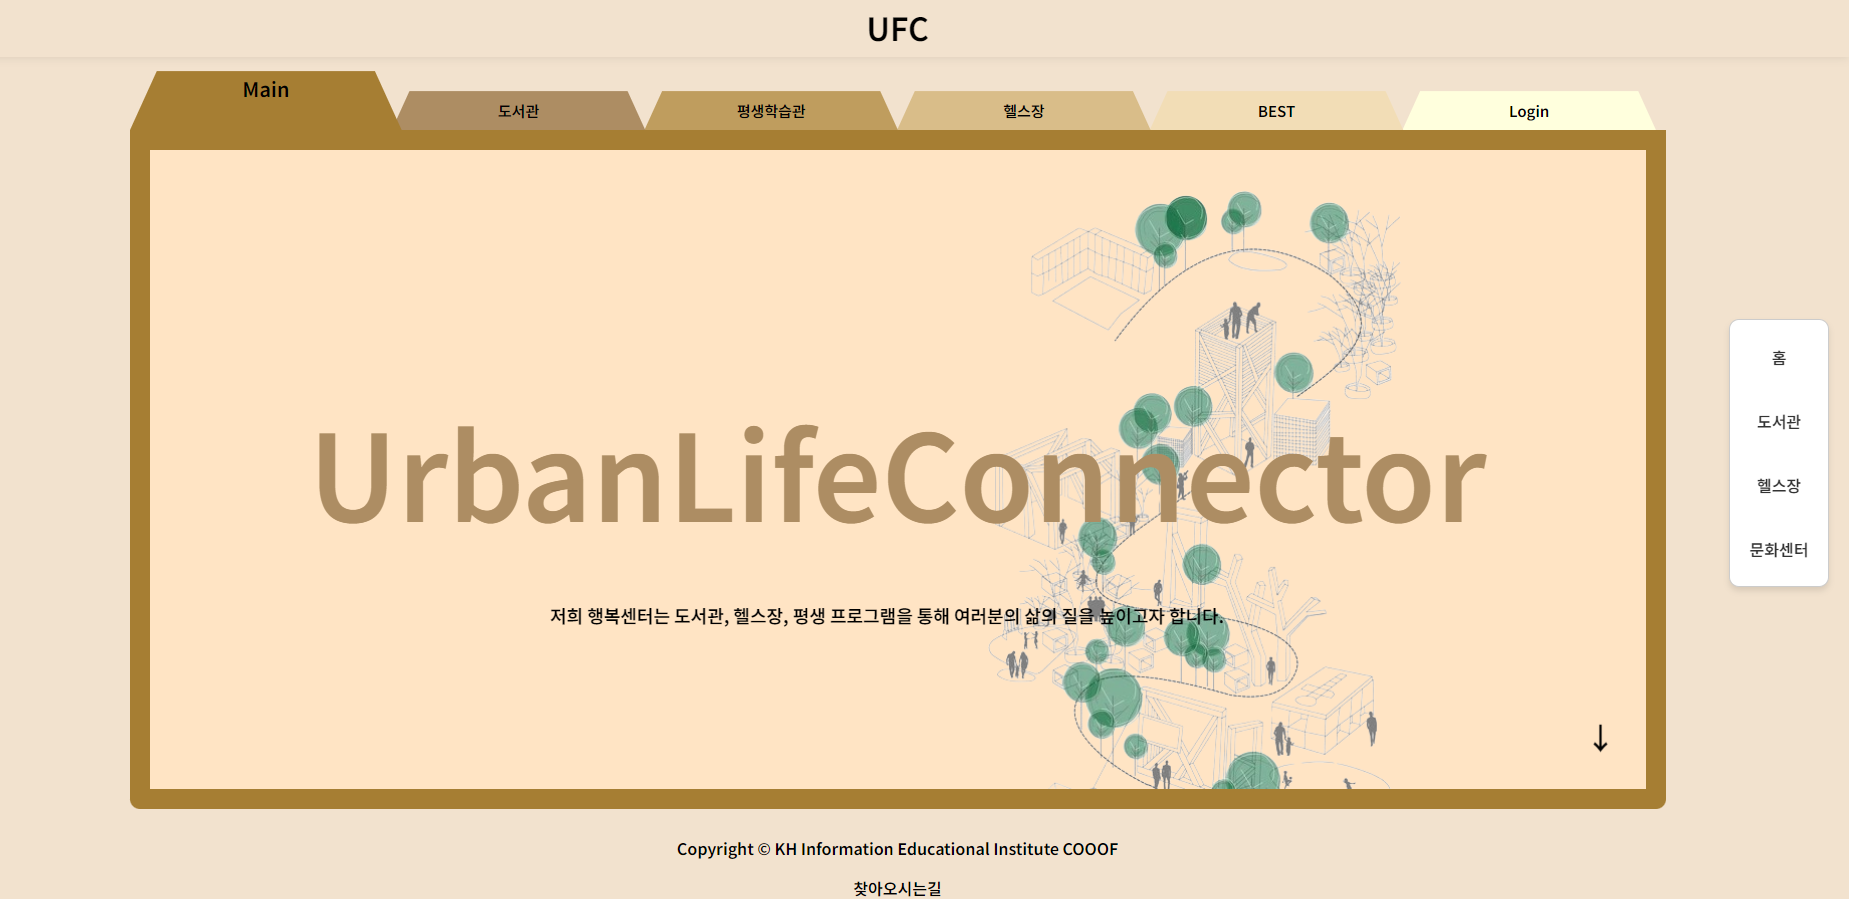 UFC
Main
도서관
평생학습관
헬스장
BEST
Login
UrbanLifeConnector
저희 행복센터는 도서관, 헬스장, 평생 프로그램을 통해 여러분의 삶의 질을 높이고자 합니다.
↓
홈
도서관
헬스장
문화센터
Copyright © KH Information Educational Institute COOOF
찾아오시는길